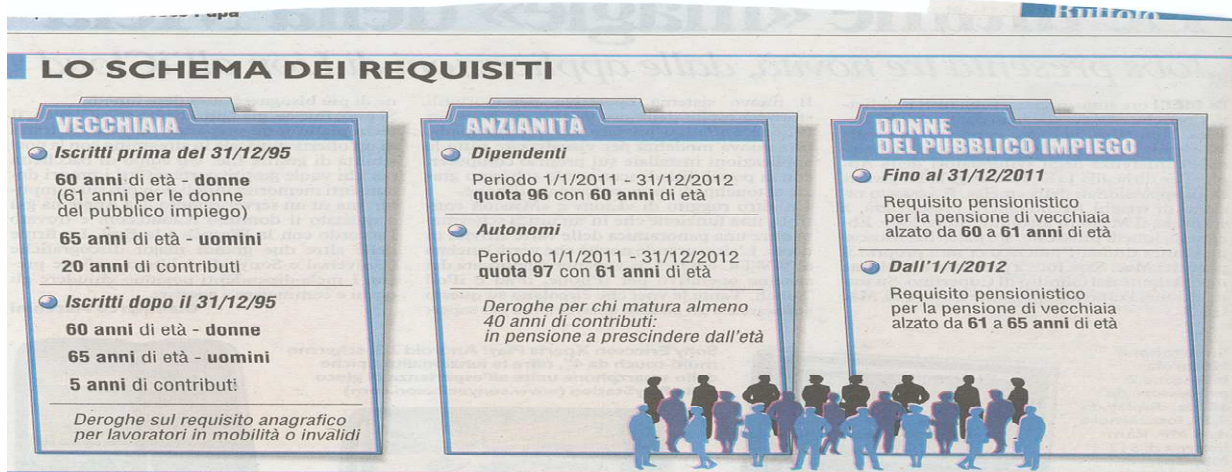 LO SCHEMA DEI REQUISITI
VECCHIAIA
Iscritti prima del 31/12/95
60 anni di età - donne
(61 anni per le donne
del pubblico impiego)
65 anni di età - uomini
20 anni di contributi
Iscritti dopo il 31/12/95
60 anni di età - donne
65 anni di età - uomini
5 anni di contributi
Deroghe sul requisito anagrafico
per lavoratori in mobilità o invalidi
ANZIANITÀ
Dipendenti
Periodo 1/1/2011 - 31/12/2012
quota 96 con 60 anni di età
Autonomi
Periodo 1/1/2011 - 31/12/2012
quota 97 con 61 anni di età
Deroghe per chi matura almeno
40 anni di contributi:
in pensione a prescindere dall'età
DONNE
DEL PUBBLICO IMPIEGO
Fino al 31/12/2011
Requisito pensionistico
per la pensione di vecchiaia
alzato da 60 a 61 anni di età
Dall'1/1/2012
Requisito pensionistico
per la pensione di vecchiaia
alzato da 61 a 65 anni di età